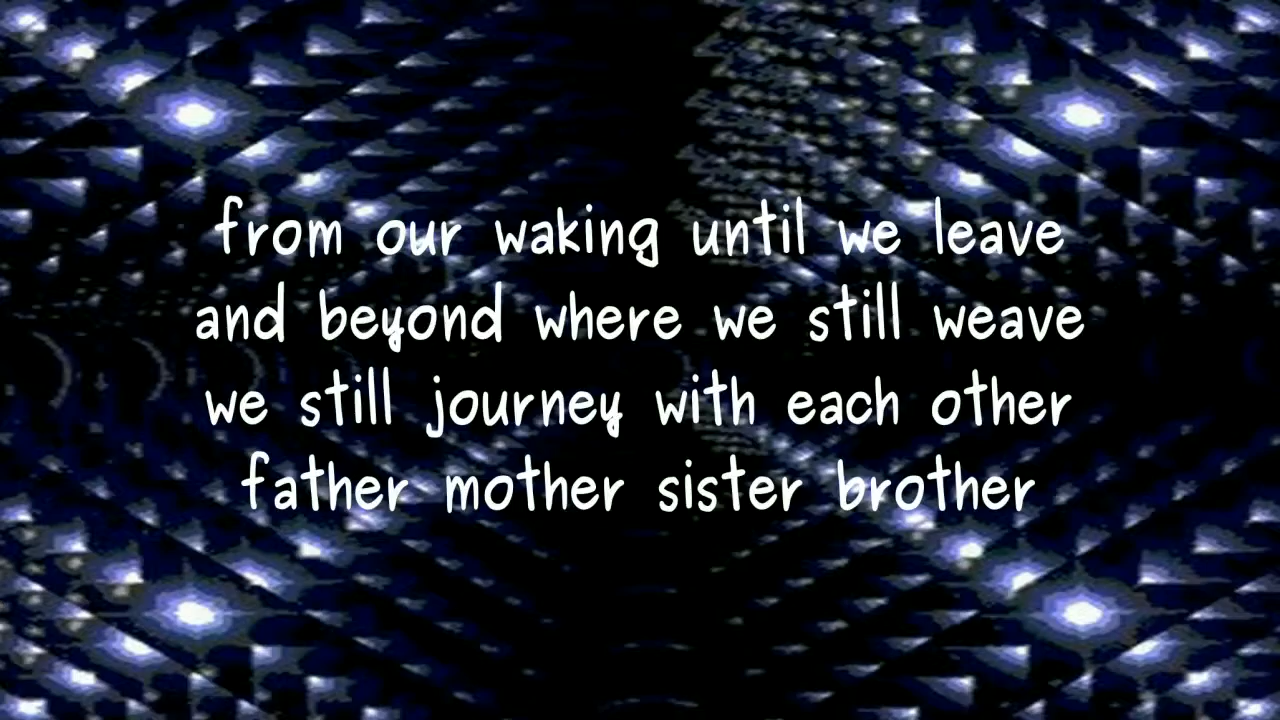 from our waking until we leave
and beyond where we still weave
we still journey with each other
father mother sister brother